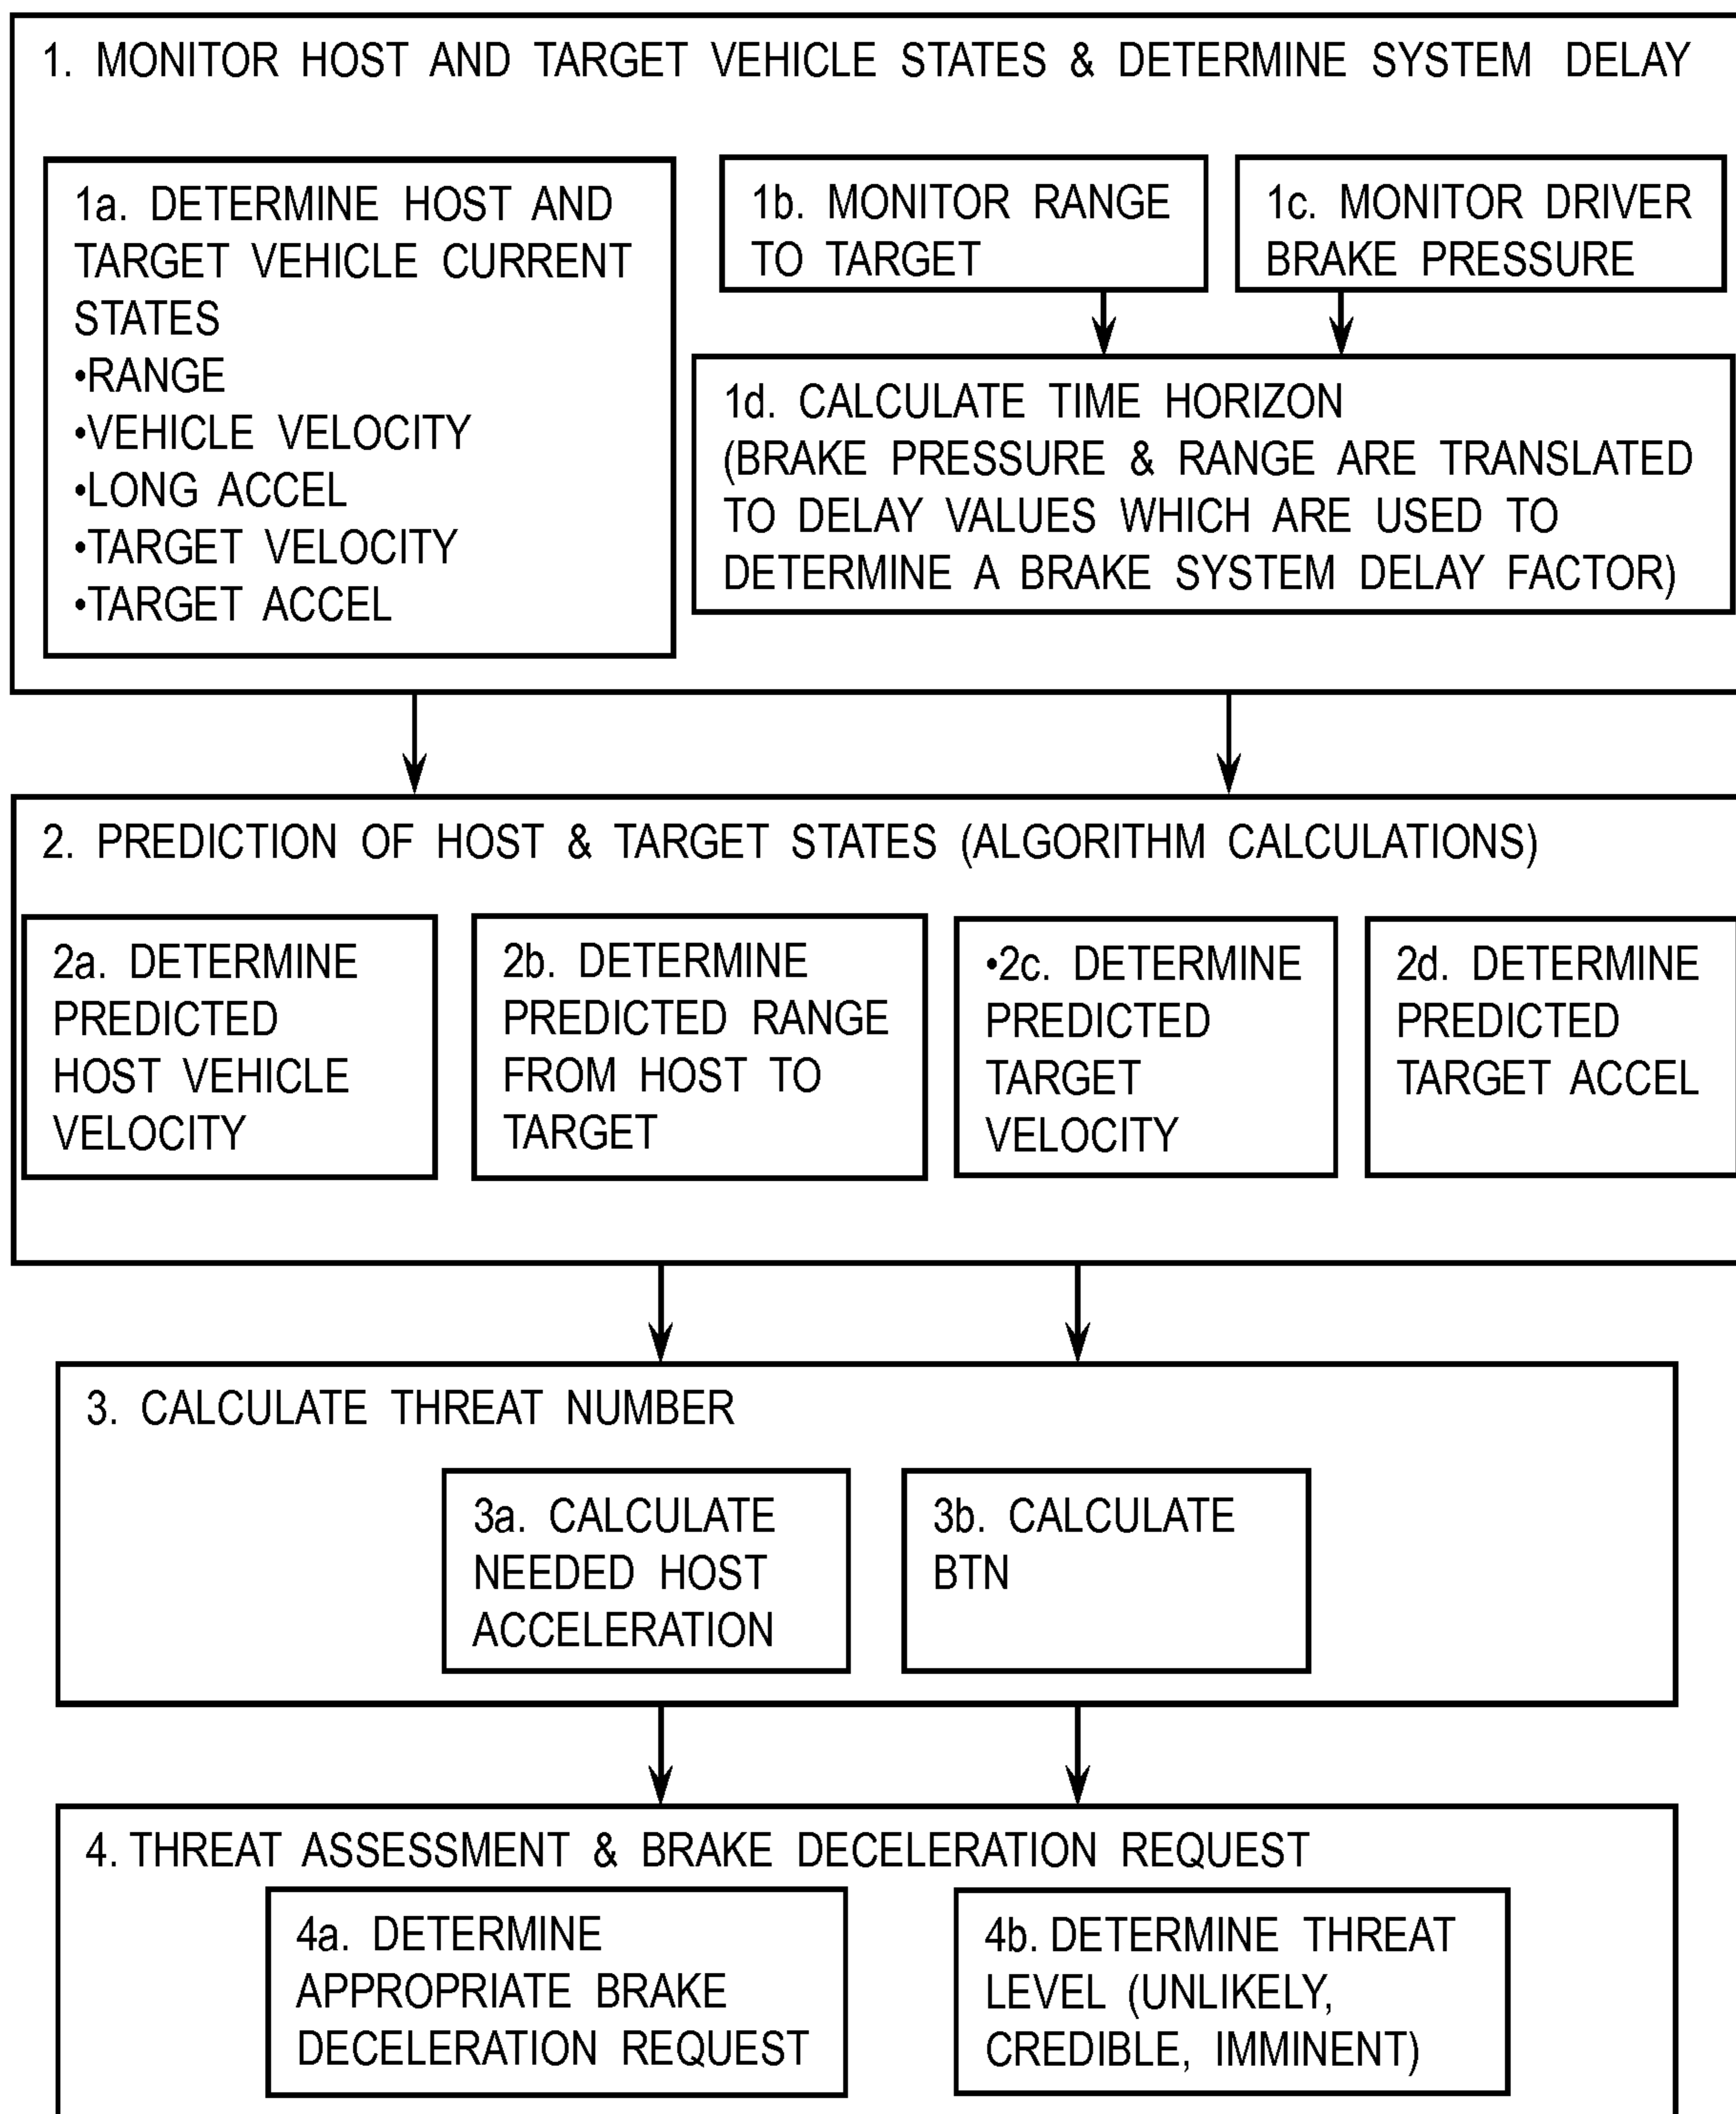 1. MONITOR HOST AND TARGET VEHICLE STATES & DETERMINE SYSTEM DELAY
1a. DETERMINE HOST AND
TARGET VEHICLE CURRENT
STATES
•RANGE
•VEHICLE VELOCITY
•LONG ACCEL
•TARGET VELOCITY
•TARGET ACCEL
1b. MONITOR RANGE
TO TARGET
1c. MONITOR DRIVER
BRAKE PRESSURE
1d. CALCULATE TIME HORIZON
(BRAKE PRESSURE & RANGE ARE TRANSLATED
TO DELAY VALUES WHICH ARE USED TO
DETERMINE A BRAKE SYSTEM DELAY FACTOR)
2. PREDICTION OF HOST & TARGET STATES (ALGORITHM CALCULATIONS)
2a. DETERMINE
PREDICTED
HOST VEHICLE
VELOCITY
2b. DETERMINE
PREDICTED RANGE
FROM HOST TO
TARGET
•2c. DETERMINE
PREDICTED
TARGET
VELOCITY
2d. DETERMINE
PREDICTED
TARGET ACCEL
3. CALCULATE THREAT NUMBER
3a. CALCULATE
NEEDED HOST
ACCELERATION
3b. CALCULATE
BTN
4. THREAT ASSESSMENT & BRAKE DECELERATION REQUEST
4a. DETERMINE
APPROPRIATE BRAKE
DECELERATION REQUEST
4b. DETERMINE THREAT
LEVEL (UNLIKELY,
CREDIBLE, IMMINENT)